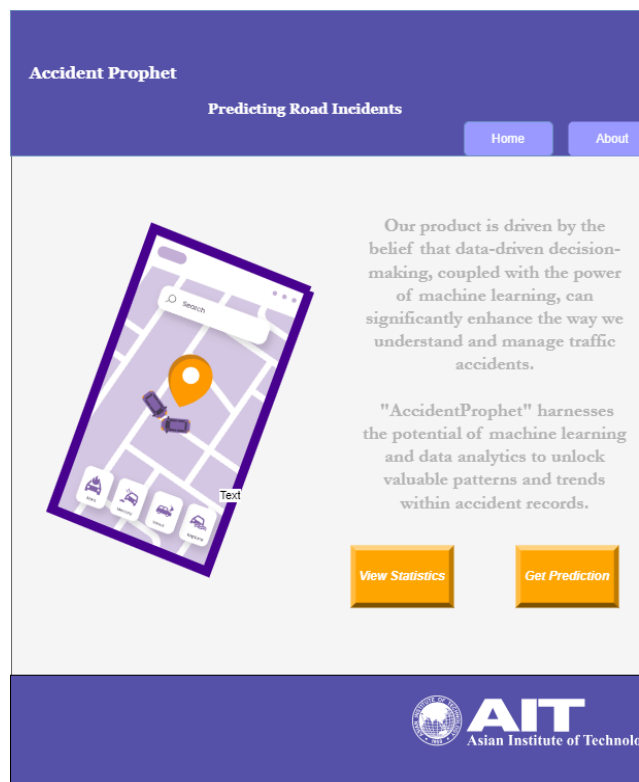 Accident Prophet
Predicting Road Incidents
Home
About
Search
Text
Our product is driven by the
belief that data-driven decision-
making, coupled with the power
of machine learning, can
significantly enhance the way we
understand and manage traffic
accidents.
"AccidentProphet" harnesses
the potential of machine learning
and data analytics to unlock
valuable patterns and trends
within accident records.
View Statistics
Get Prediction
AIT
Asian Institute of Technolo